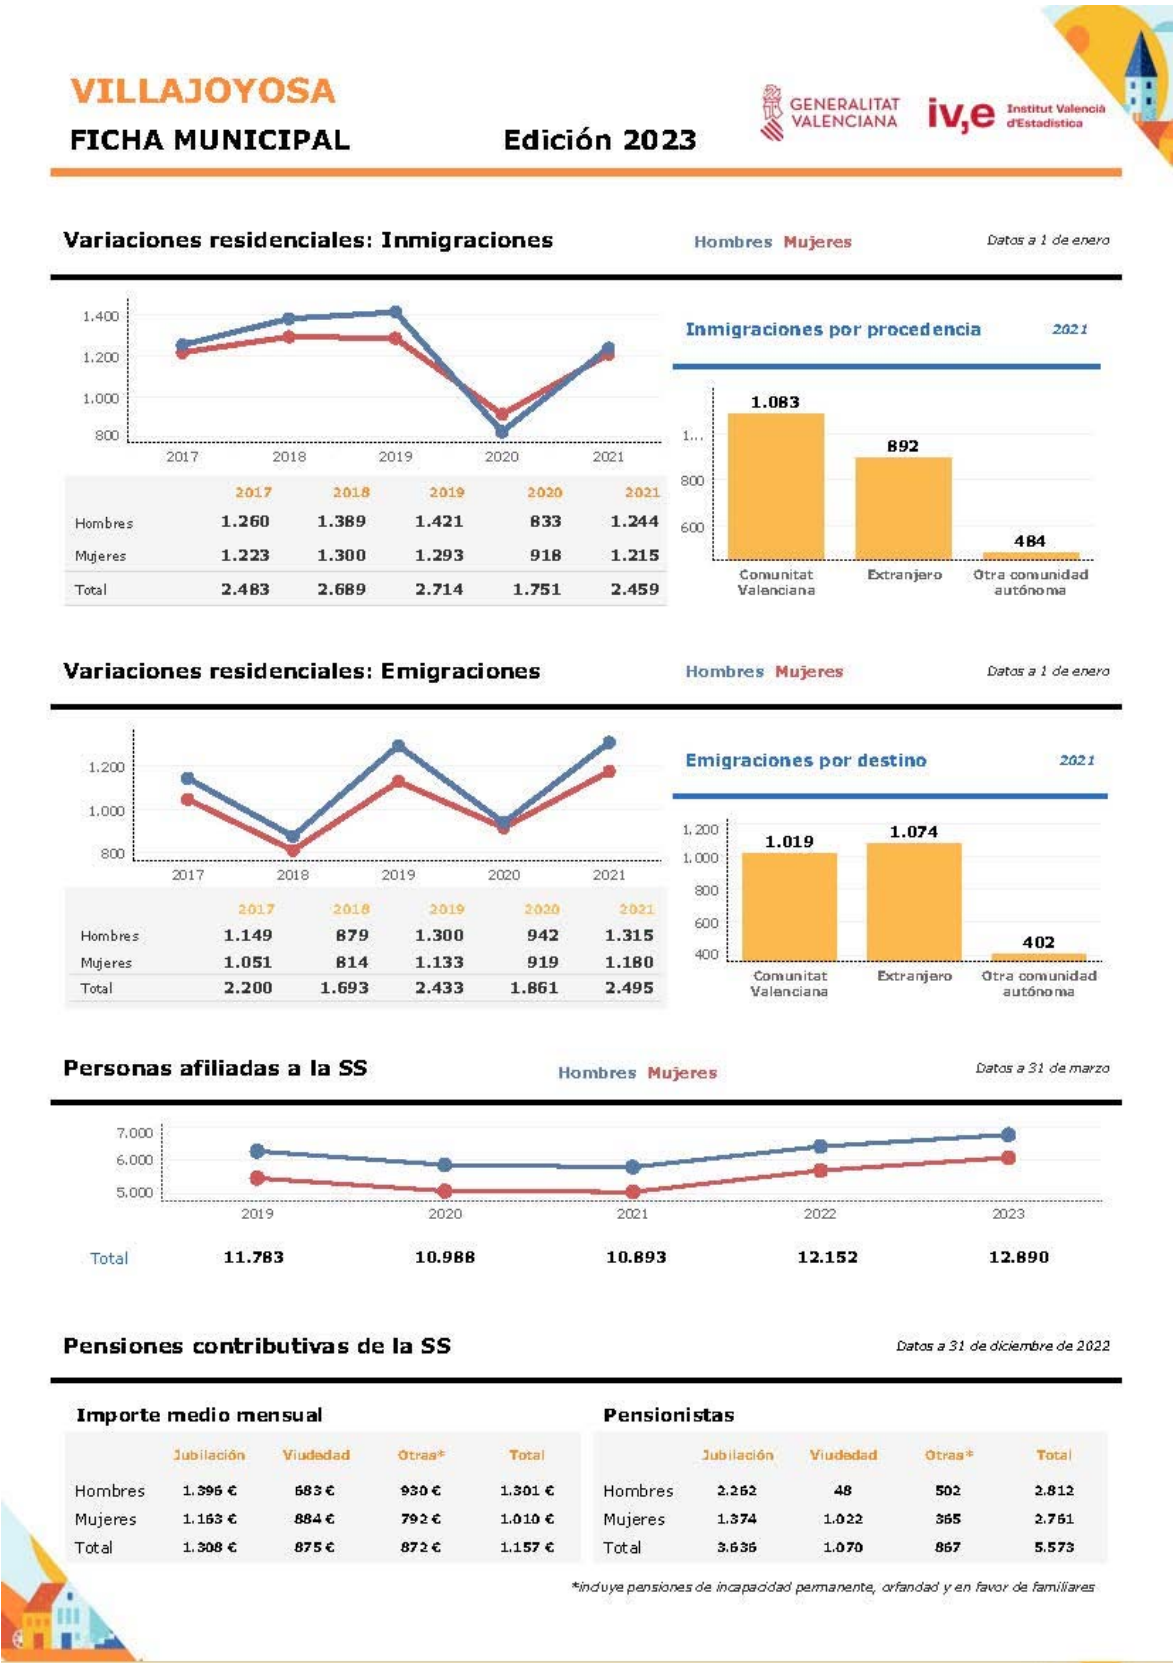 VILLAJOYOSA
FICHA MUNICIPAL Edición 2023
GENERALITAT
VALENCIANA
iv,e
Institut Valencià
d'Estadística
Variaciones residenciales: Inmigraciones Hombres Mujeres Datos a 1 de enero
1.400
1.200
1.000
800
2017 2018 2019 2020 2021
2017 2018 2019 2020 2021
Hombres 1.260 1.389 1.421 833 1.244
Mujeres 1.223 1.300 1.293 918 1.215
Total 2.483 2.689 2.714 1.751 2.459
Inmigraciones por procedencia 2021
1.083
1...
892
800
600
484
Comunitat Extranjero Otra comunidad
Valenciana autónoma
Variaciones residenciales: Emigraciones Hombres Mujeres Datos a 1 de enero
1.200
1.000
800
2017 2018 2019 2020 2021
2017 2018 2019 2020 2021
Hombres 1.149 879 1.300 942 1.315
Mujeres 1.051 814 1.133 919 1.180
Total 2.200 1.693 2.433 1.861 2.495
Emigraciones por destino 2021
1.200
1.019
1.074
1.000
800
600
402
400
Comunitat Extranjero Otra comunidad
Valenciana autónoma
Personas afiliadas a la SS Hombres Mujeres Datos a 31 de marzo
7.000
6.000
5.000
2019 2020 2021 2022 2023
Total 11.783 10.988 10.893 12.152 12.890
Pensiones contributivas de la SS Datos a 31 de diciembre de 2022
Importe medio mensual
Jubilación Viudedad Otras* Total
Hombres 1.396 € 683 € 930 € 1.301 €
Mujeres 1.163 € 884 € 792 € 1.010 €
Total 1.308 € 875 € 872 € 1.157 €
Pensionistas
Jubilación Viudedad Otras* Total
Hombres 2.262 48 502 2.812
Mujeres 1.374 1.022 365 2.761
Total 3.636 1.070 867 5.573
*incluye pensiones de incapacidad permanente, orfandad y en favor de familiares